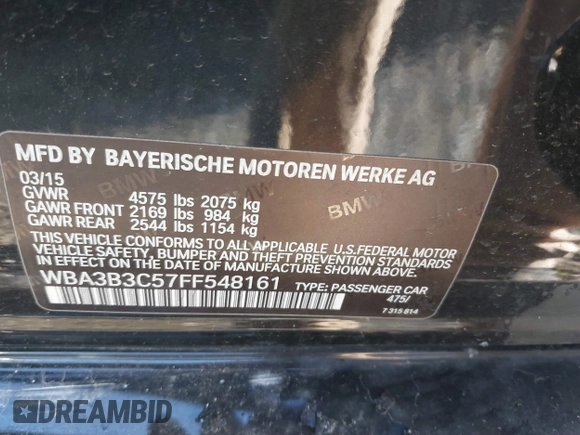 MFD BY BAYERISCHE MOTOREN WERKE AG
03/15
GVWR 4575 lbs 2075 kg
GAWR FRONT 2169 lbs 984 kg
GAWR REAR 2544 lbs 1154 kg
THIS VEHICLE CONFORMS TO ALL APPLICABLE U.S.FEDERAL MOTOR
VEHICLE SAFETY, BUMPER AND THEFT PREVENTION STANDARDS
IN EFFECT ON THE DATE OF MANUFACTURE SHOWN ABOVE.
WBA3B3C57FF548161 TYPE: PASSENGER CAR
475/
7 315 814
BMW
BMW
BMW
DREAMBID